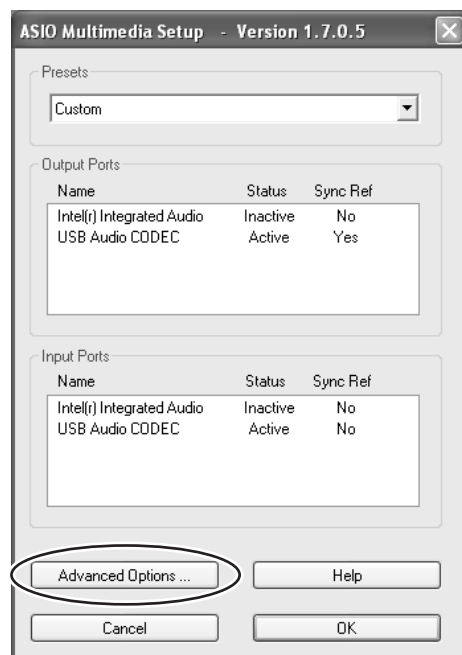 ASIO Multimedia Setup - Version 1.7.0.5
Presets
Custom
Output Ports
Name Status Sync Ref
Intel(r) Integrated Audio Inactive No
USB Audio CODEC Active Yes
Input Ports
Name Status Sync Ref
Intel(r) Integrated Audio Inactive No
USB Audio CODEC Active No
Advanced Options ... Help
Cancel OK